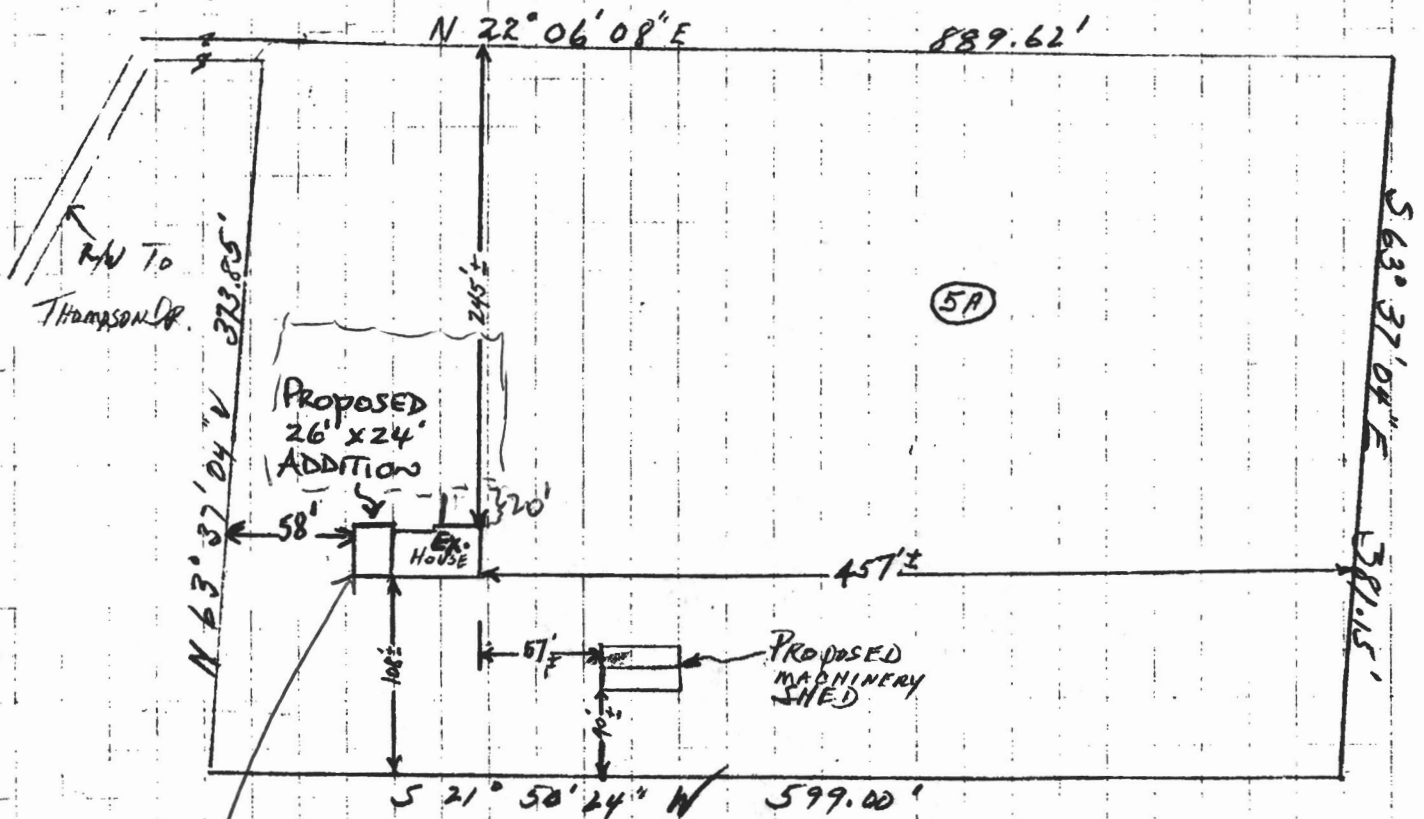 N 22° 06' 08" E 889.62'
R/W To
THOMPSON DR.
N 63° 37' 04" W 373.85'
245'±
5A
S 63° 37' 04" E 381.15'
PROPOSED
26' x 24'
ADDITION
20'
58'
EX.
HOUSE
457'±
108'±
57'±
PROPOSED
MACHINERY
SHED
S 21° 50' 24" W 599.00'